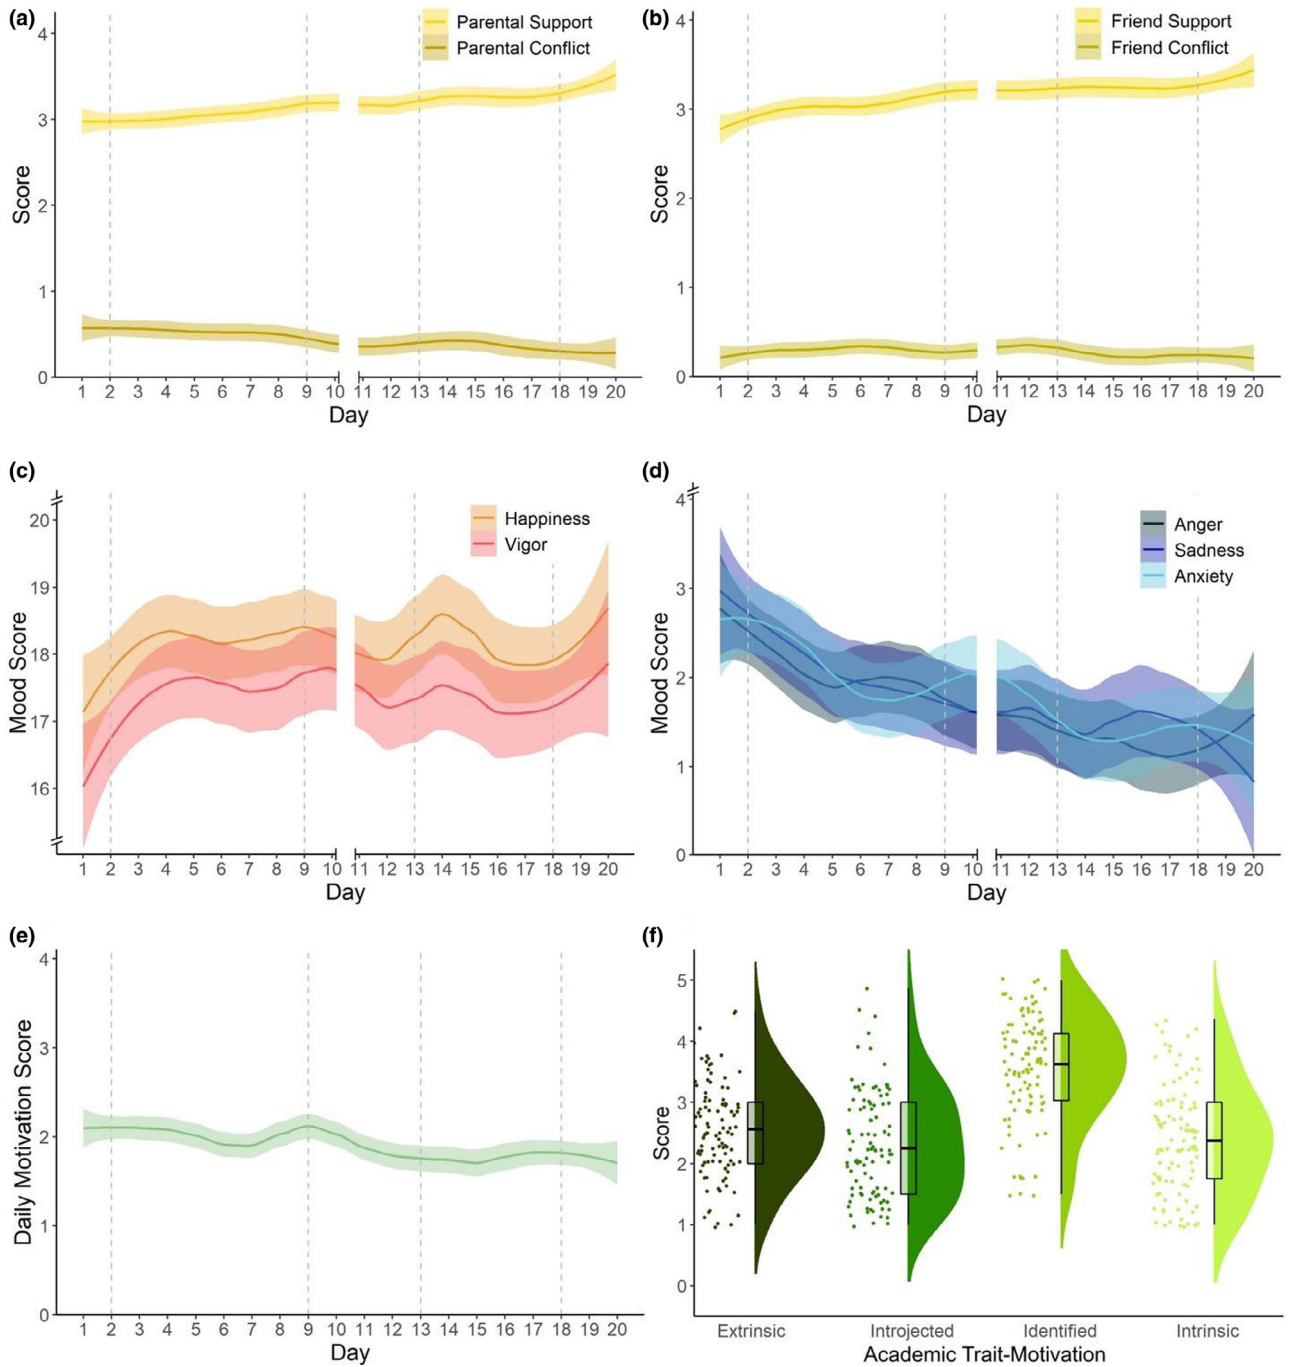 (a)
Parental Support
Parental Conflict
4
3
2
1
0
Score
1 2 3 4 5 6 7 8 9 10 11 12 13 14 15 16 17 18 19 20
Day
(b)
Friend Support
Friend Conflict
4
3
2
1
0
Score
1 2 3 4 5 6 7 8 9 10 11 12 13 14 15 16 17 18 19 20
Day
(c)
Happiness
Vigor
20
19
18
17
16
Mood Score
1 2 3 4 5 6 7 8 9 10 11 12 13 14 15 16 17 18 19 20
Day
(d)
Anger
Sadness
Anxiety
4
3
2
1
0
Mood Score
1 2 3 4 5 6 7 8 9 10 11 12 13 14 15 16 17 18 19 20
Day
(e)
4
3
2
1
0
Daily Motivation Score
1 2 3 4 5 6 7 8 9 10 11 12 13 14 15 16 17 18 19 20
Day
(f)
5
4
3
2
1
0
Score
Extrinsic Introjected Identified Intrinsic
Academic Trait-Motivation